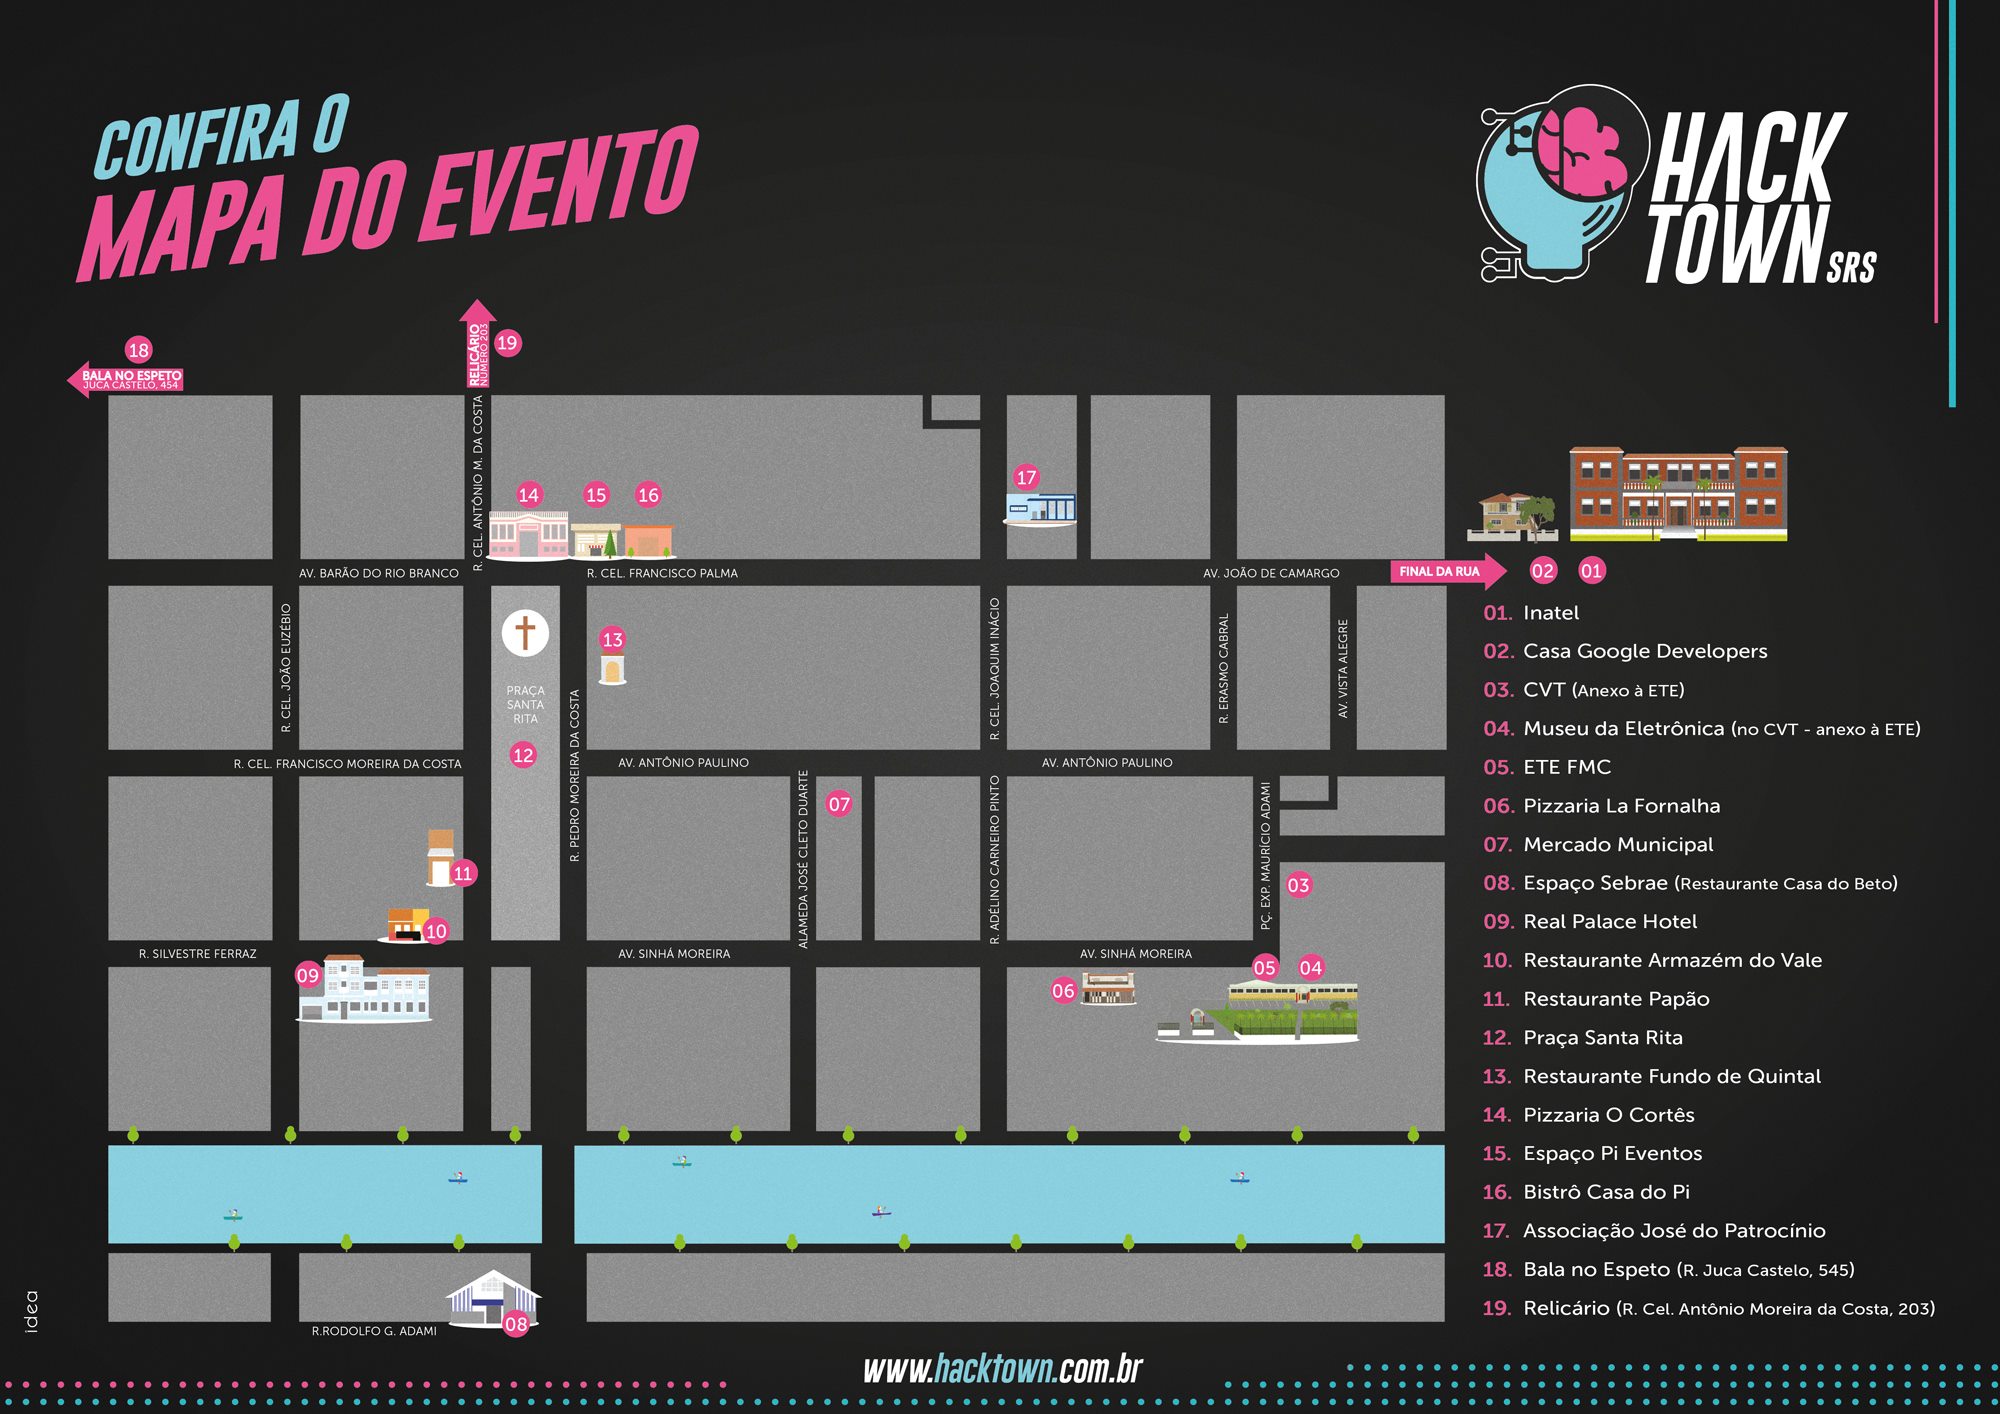 CONFIRA O
MAPA DO EVENTO
HACK
TOWN SRS
18
BALA NO ESPETO
JUCA CASTELO, 454
RELICÁRIO
NÚMERO 203
19
R. CEL. ANTÔNIO M. DA COSTA
14
15
16
17
AV. BARÃO DO RIO BRANCO
R. CEL. FRANCISCO PALMA
AV. JOÃO DE CAMARGO
FINAL DA RUA
02
01
R. CEL. JOÃO EUZÉBIO
PRAÇA
SANTA
RITA
12
13
R. PEDRO MOREIRA DA COSTA
R. CEL. JOAQUIM INÁCIO
R. ERASMO CABRAL
AV. VISTA ALEGRE
R. CEL. FRANCISCO MOREIRA DA COSTA
AV. ANTÔNIO PAULINO
AV. ANTÔNIO PAULINO
11
10
ALAMEDA JOSÉ CLETO DUARTE
07
R. ADÉLINO CARNEIRO PINTO
PÇ. EXP. MAURÍCIO ADAMI
03
R. SILVESTRE FERRAZ
AV. SINHÁ MOREIRA
AV. SINHÁ MOREIRA
09
06
05
04
08
R.RODOLFO G. ADAMI
01. Inatel
02. Casa Google Developers
03. CVT (Anexo à ETE)
04. Museu da Eletrônica (no CVT - anexo à ETE)
05. ETE FMC
06. Pizzaria La Fornalha
07. Mercado Municipal
08. Espaço Sebrae (Restaurante Casa do Beto)
09. Real Palace Hotel
10. Restaurante Armazém do Vale
11. Restaurante Papão
12. Praça Santa Rita
13. Restaurante Fundo de Quintal
14. Pizzaria O Cortês
15. Espaço Pi Eventos
16. Bistrô Casa do Pi
17. Associação José do Patrocínio
18. Bala no Espeto (R. Juca Castelo, 545)
19. Relicário (R. Cel. Antônio Moreira da Costa, 203)
idea
www.hacktown.com.br